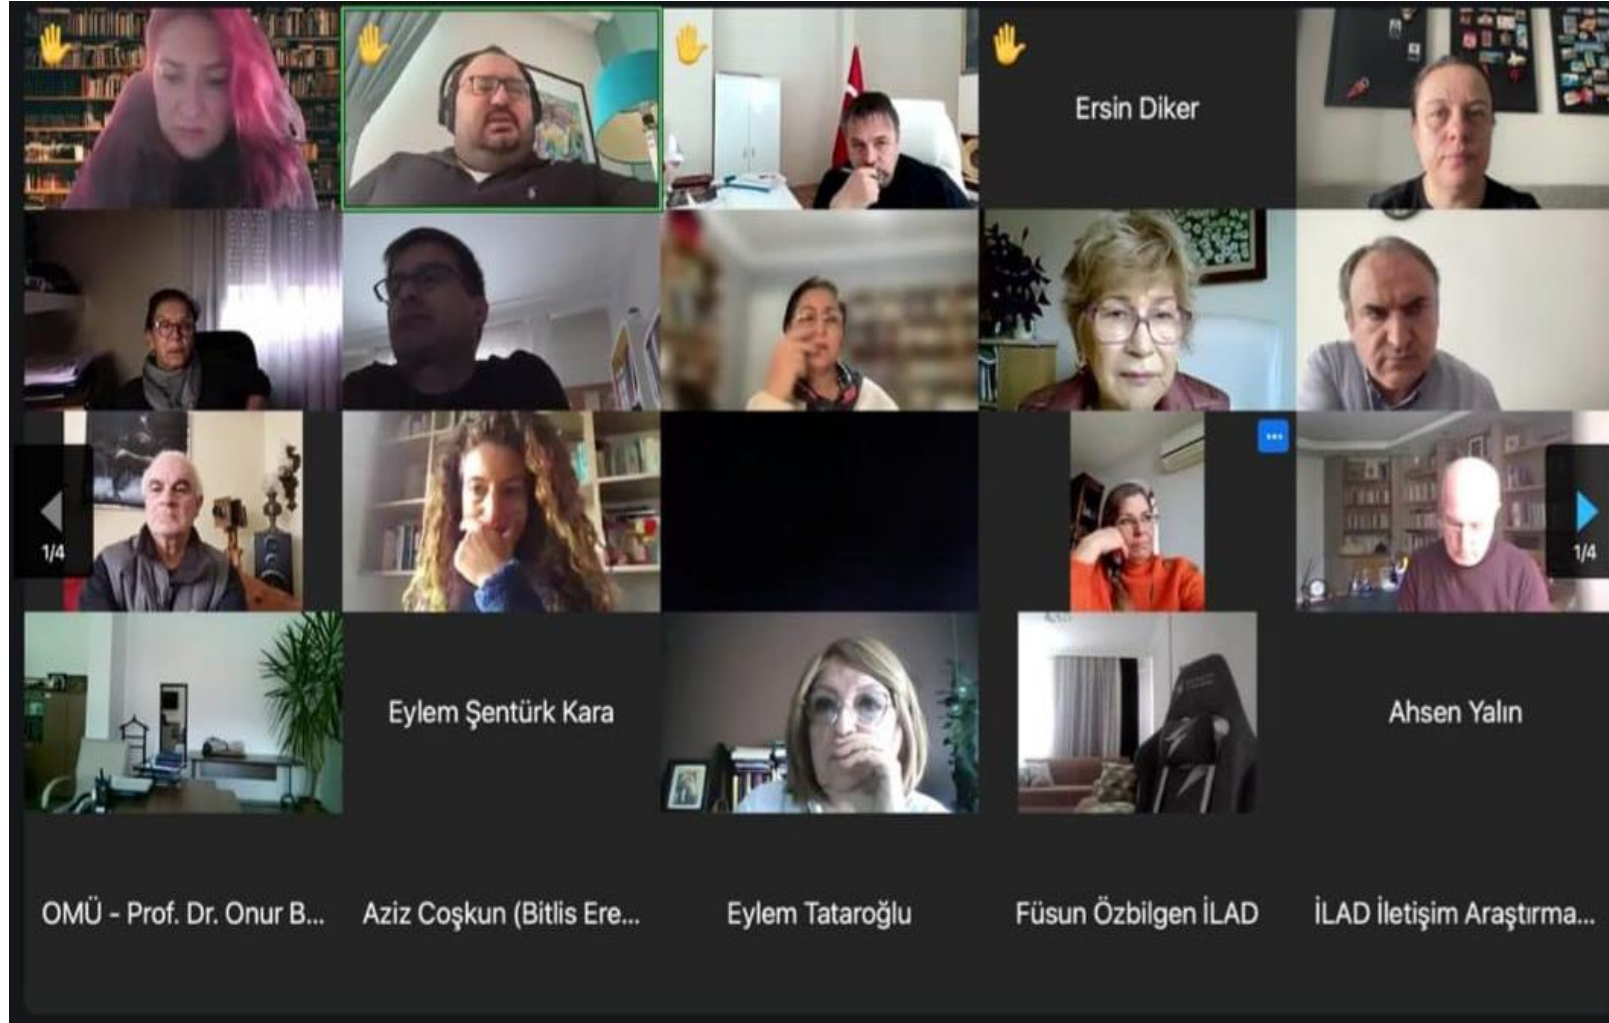 Ersin Diker
1/4
1/4
Eylem Şentürk Kara
Ahsen Yalın
OMÜ - Prof. Dr. Onur B...
Aziz Coşkun (Bitlis Ere...
Eylem Tataroğlu
Füsun Özbilgen İLAD
İLAD İletişim Araştırma...